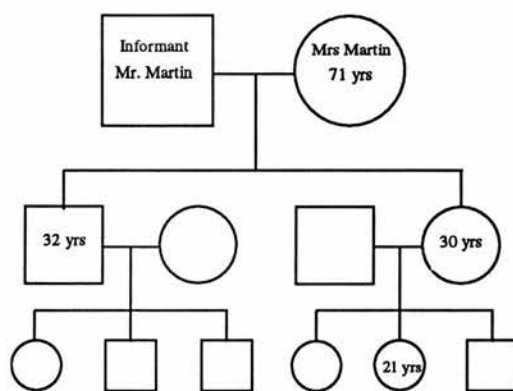 Informant
Mr. Martin
Mrs Martin
71 yrs
32 yrs
30 yrs
21 yrs